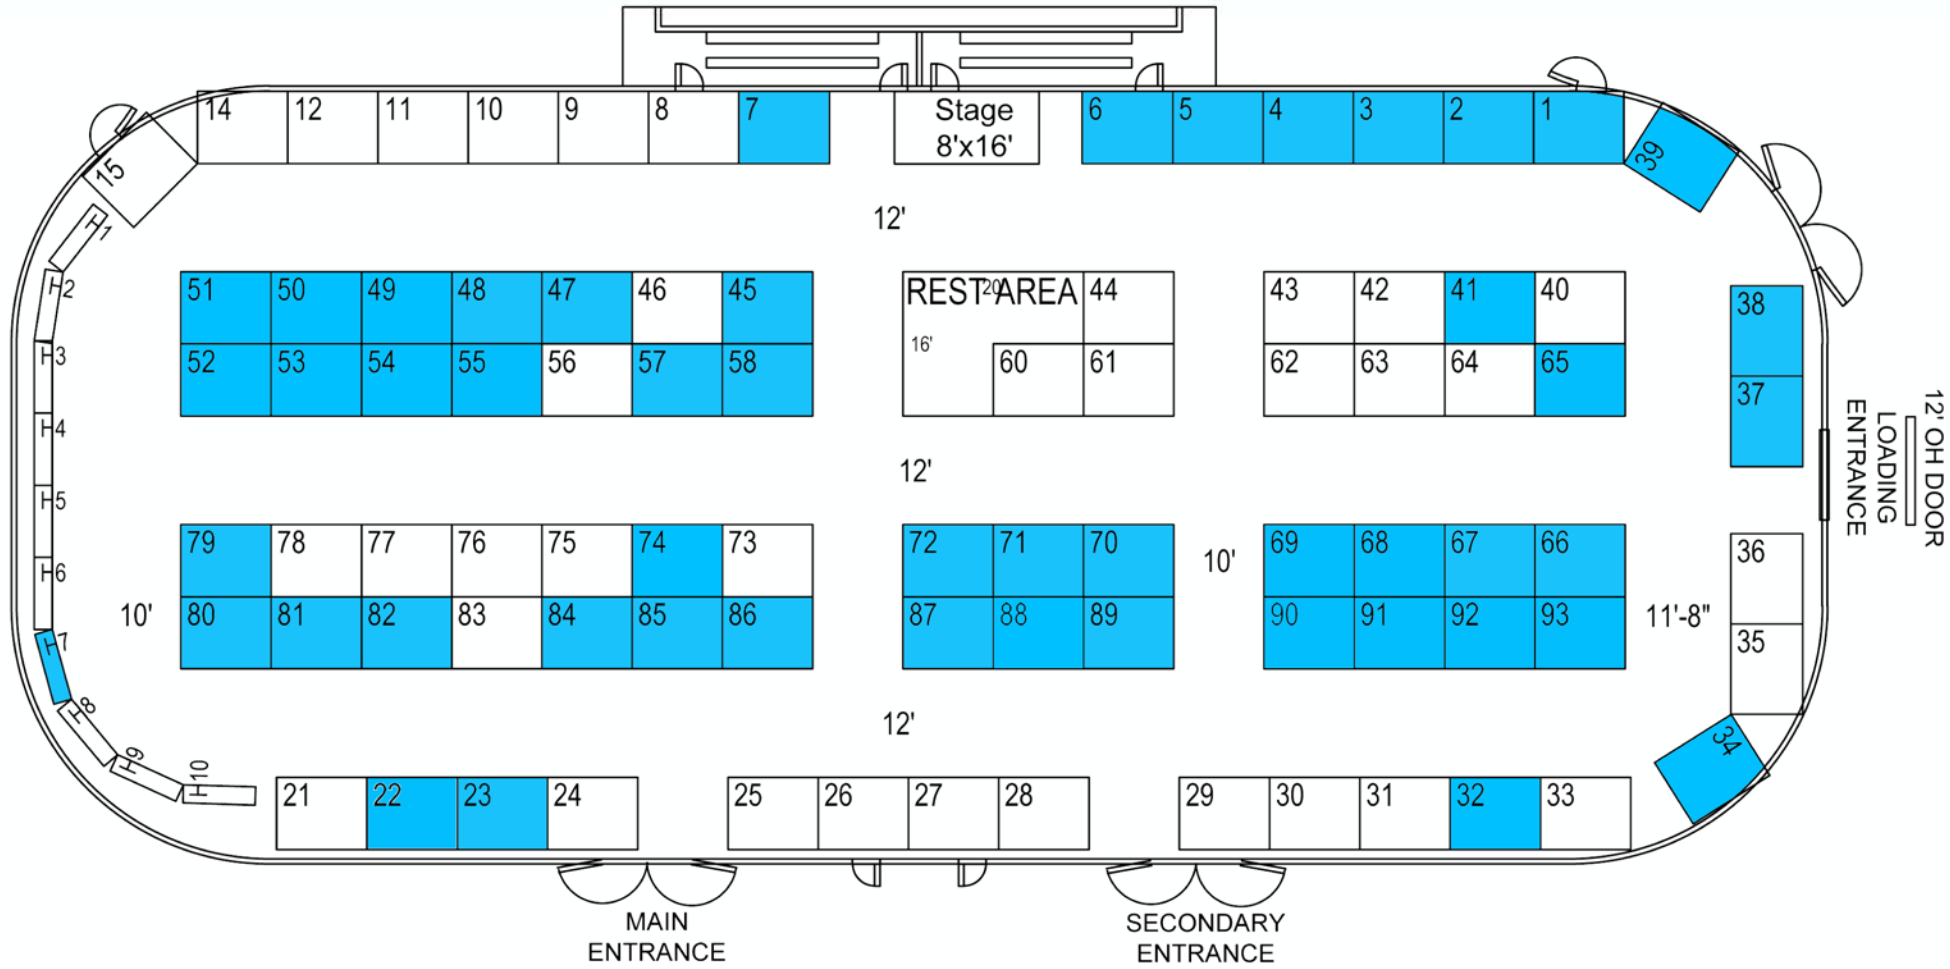 14 12 11 10 9 8 7 Stage 6 5 4 3 2 1
8'x16'
15 39
12'
H1
H2
51 50 49 48 47 46 45 REST AREA 44 43 42 41 40 38
20'
16'
H3
52 53 54 55 56 57 58 60 61 62 63 64 65 37
H4
12' OH DOOR
LOADING
ENTRANCE
12'
H5
79 78 77 76 75 74 73 72 71 70 10' 69 68 67 66 36
H6
10' 80 81 82 83 84 85 86 87 88 89 90 91 92 93 11'-8" 35
H7
H8
12'
34
H9
H10
21 22 23 24 25 26 27 28 29 30 31 32 33
MAIN
ENTRANCE
SECONDARY
ENTRANCE